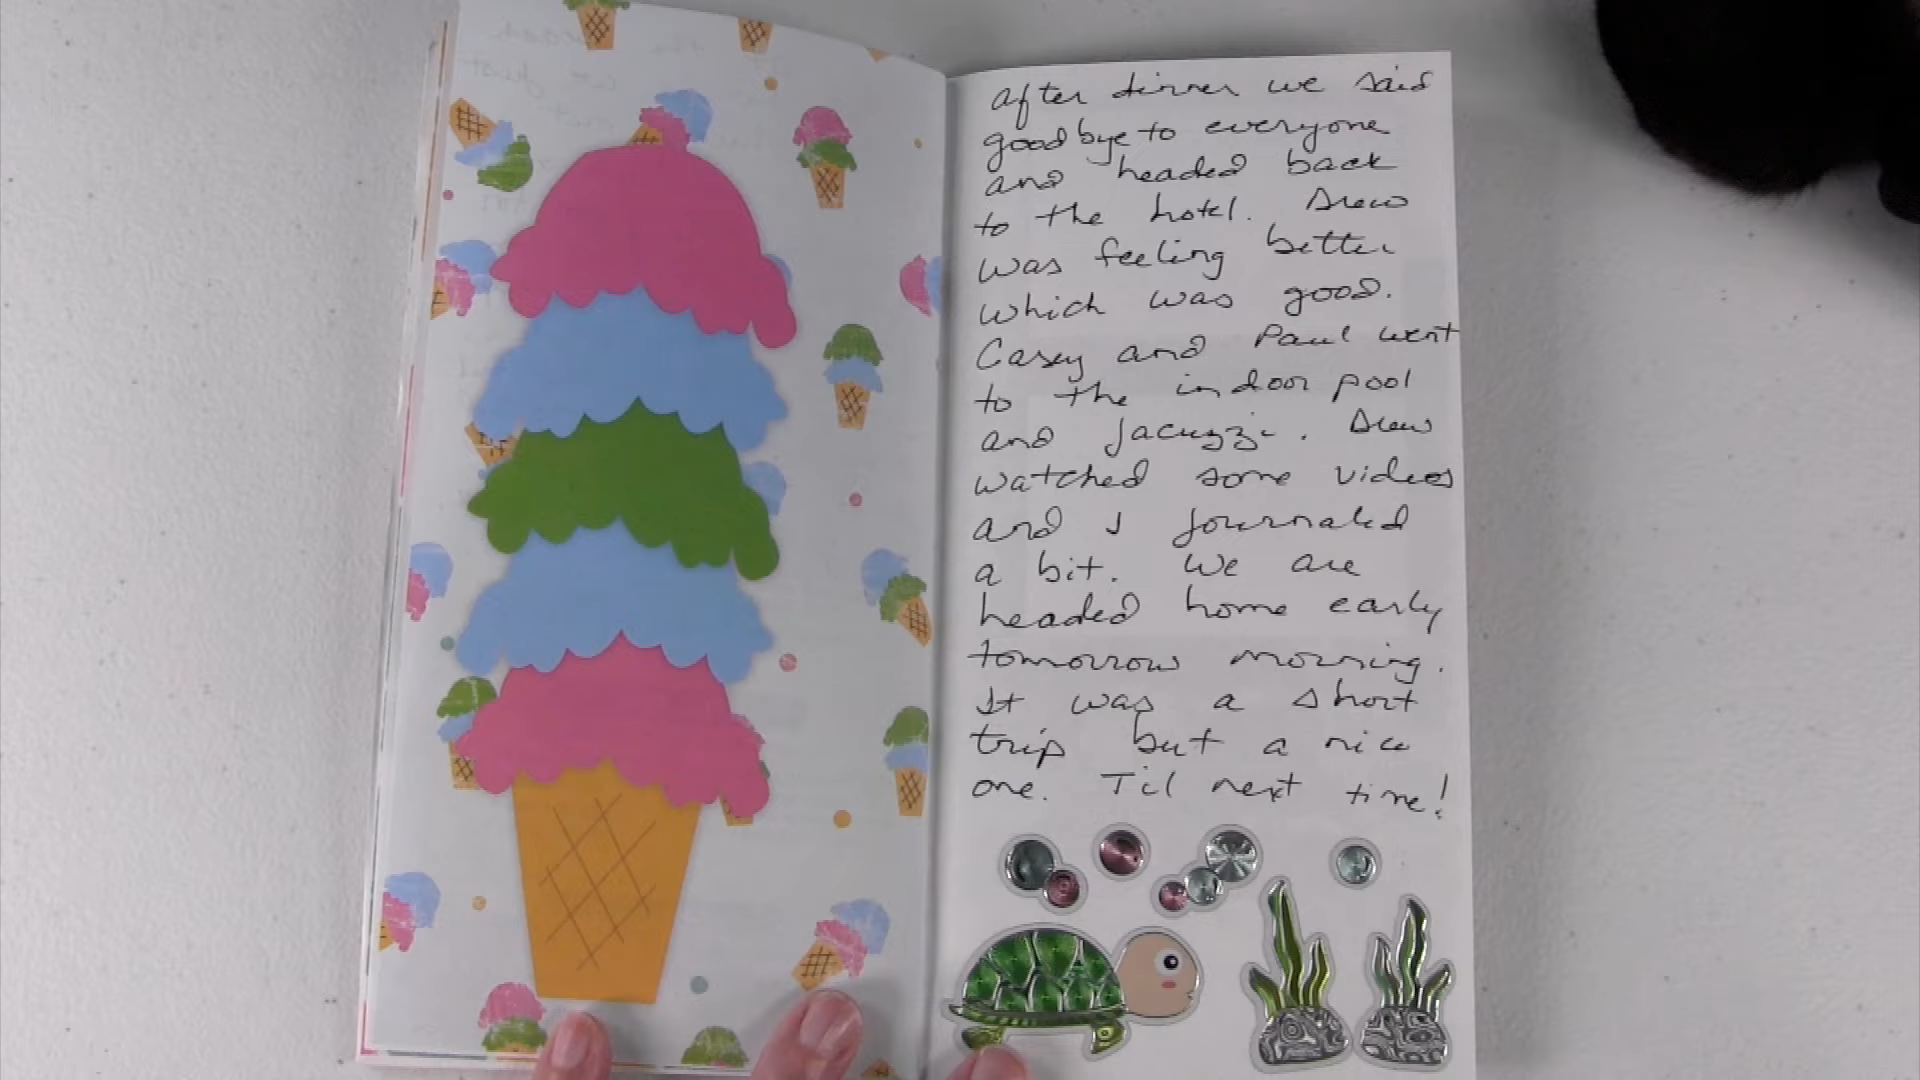 after dinner we said
goodbye to everyone
and headed back
to the hotel. Drew
was feeling better
which was good.
Casey and Paul went
to the indoor pool
and jacuzzi. Drew
watched some videos
and I journaled
a bit. We are
headed home early
tomorrow morning.
It was a short
trip but a nice
one. Til next time!